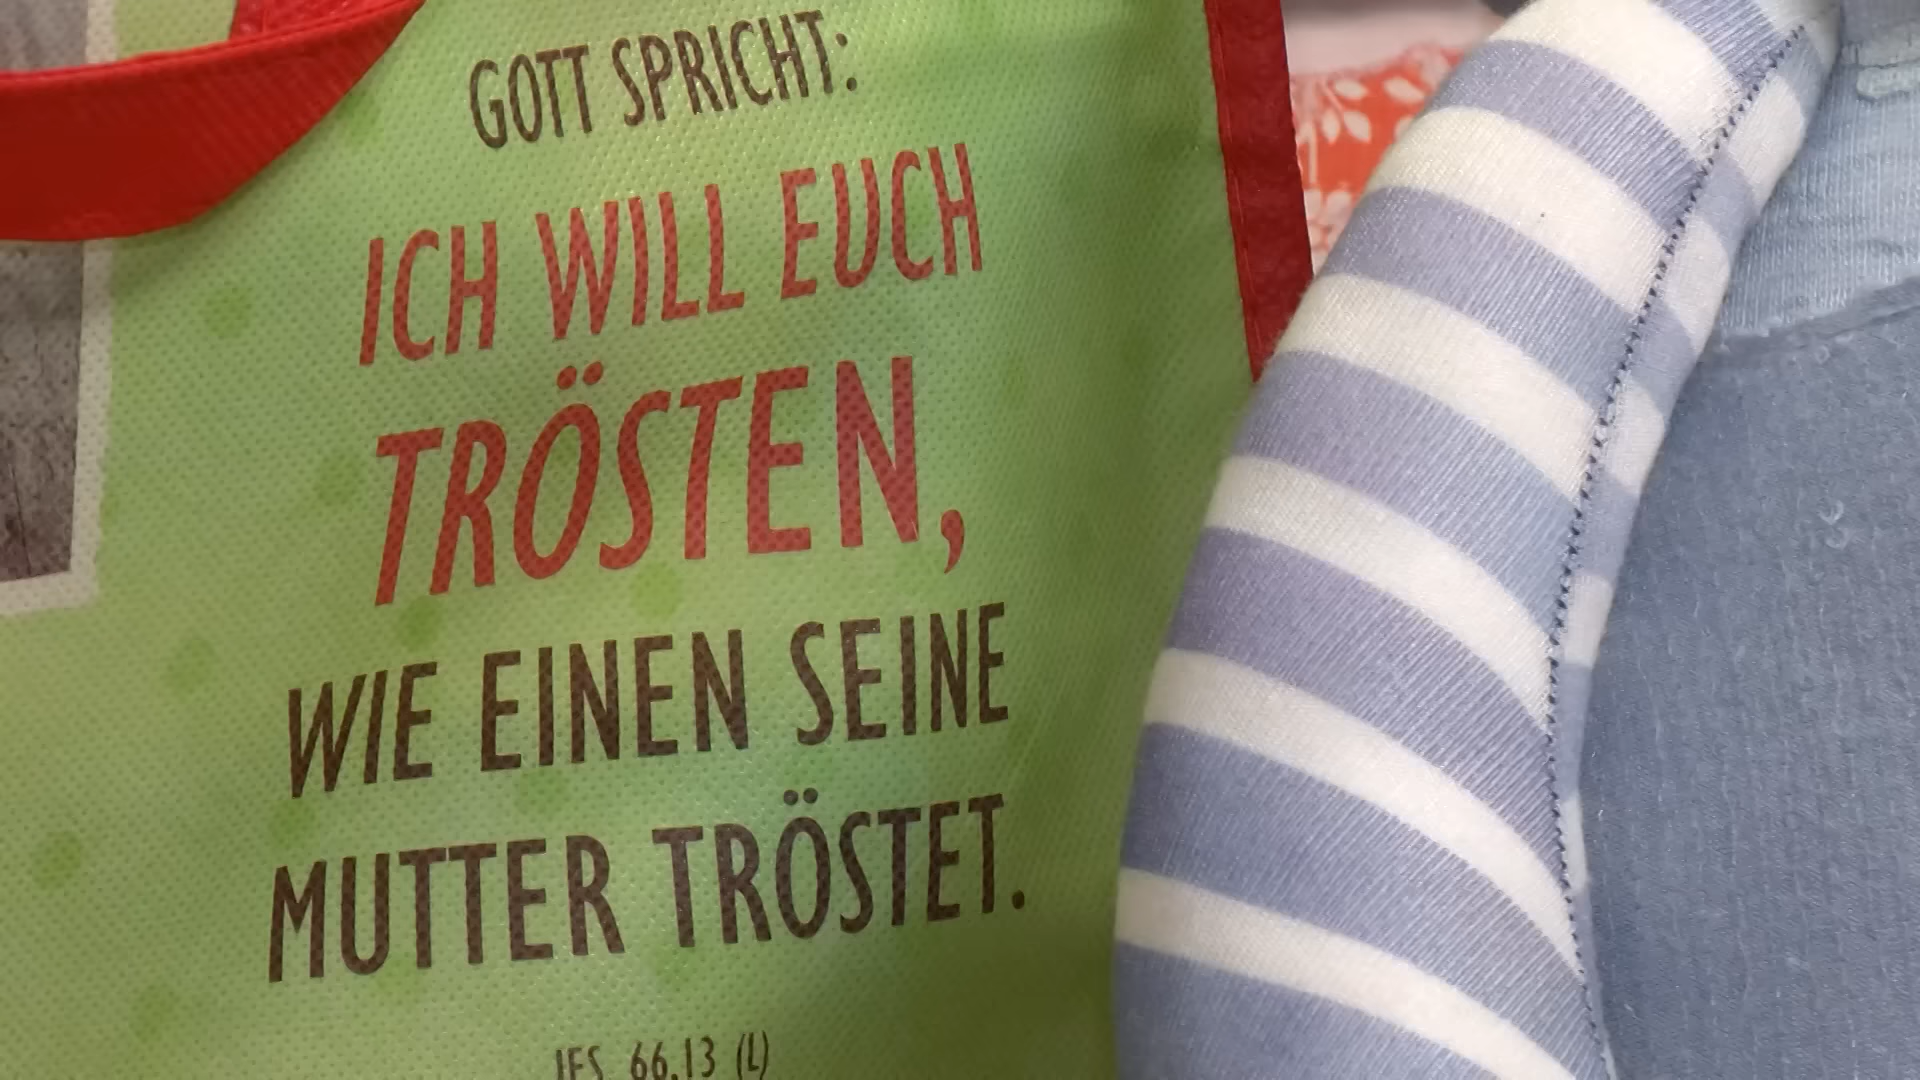 GOTT SPRICHT:
ICH WILL EUCH
TRÖSTEN,
WIE EINEN SEINE
MUTTER TRÖSTET.
JES 66,13 (L)